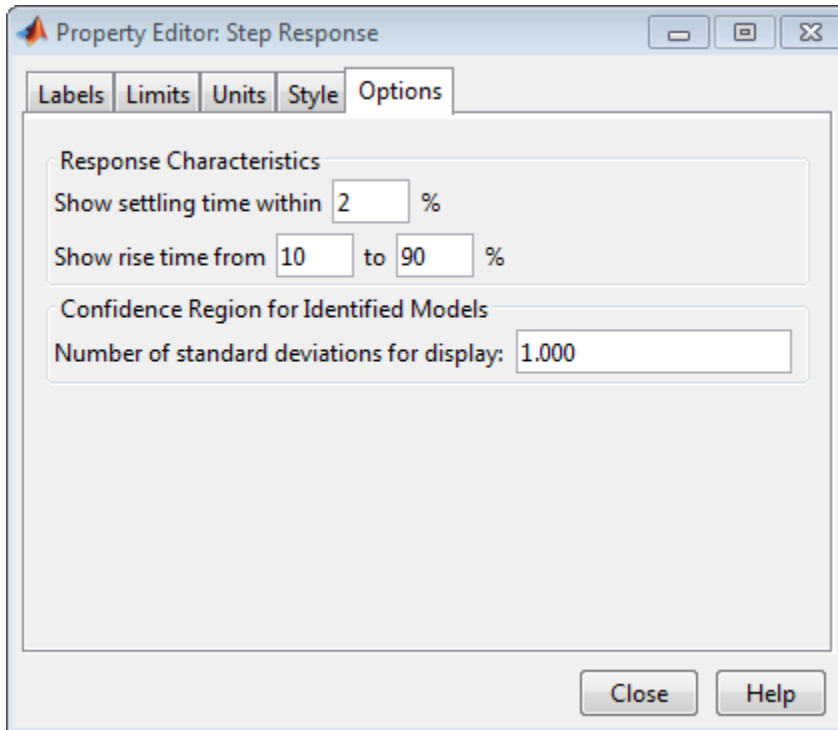 Property Editor: Step Response
Labels Limits Units Style Options
Response Characteristics
Show settling time within 2 %
Show rise time from 10 to 90 %
Confidence Region for Identified Models
Number of standard deviations for display: 1.000
Close Help